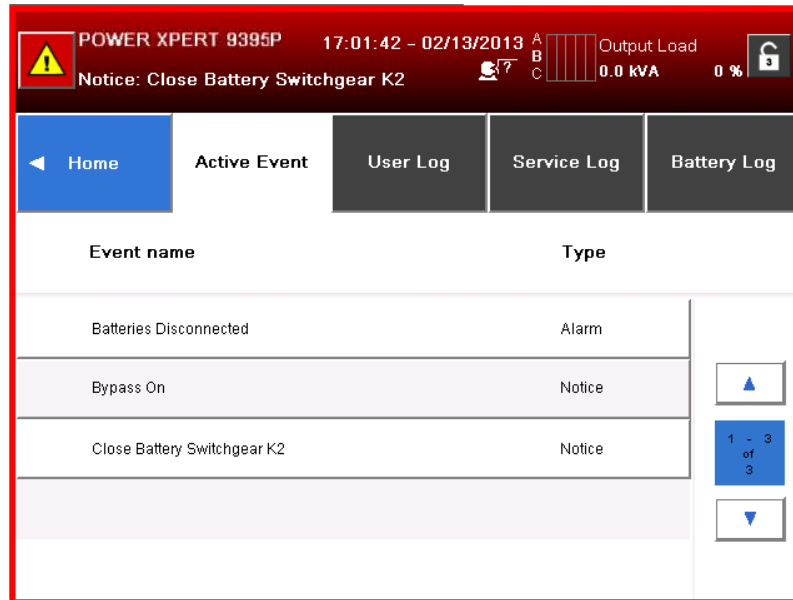 POWER XPERT 9395P 17:01:42 - 02/13/2013 A Output Load
B
Notice: Close Battery Switchgear K2 ? C 0.0 kVA 0 % 3
Home Active Event User Log Service Log Battery Log
Event name Type
Batteries Disconnected Alarm
Bypass On Notice
Close Battery Switchgear K2 Notice
1 - 3
of
3